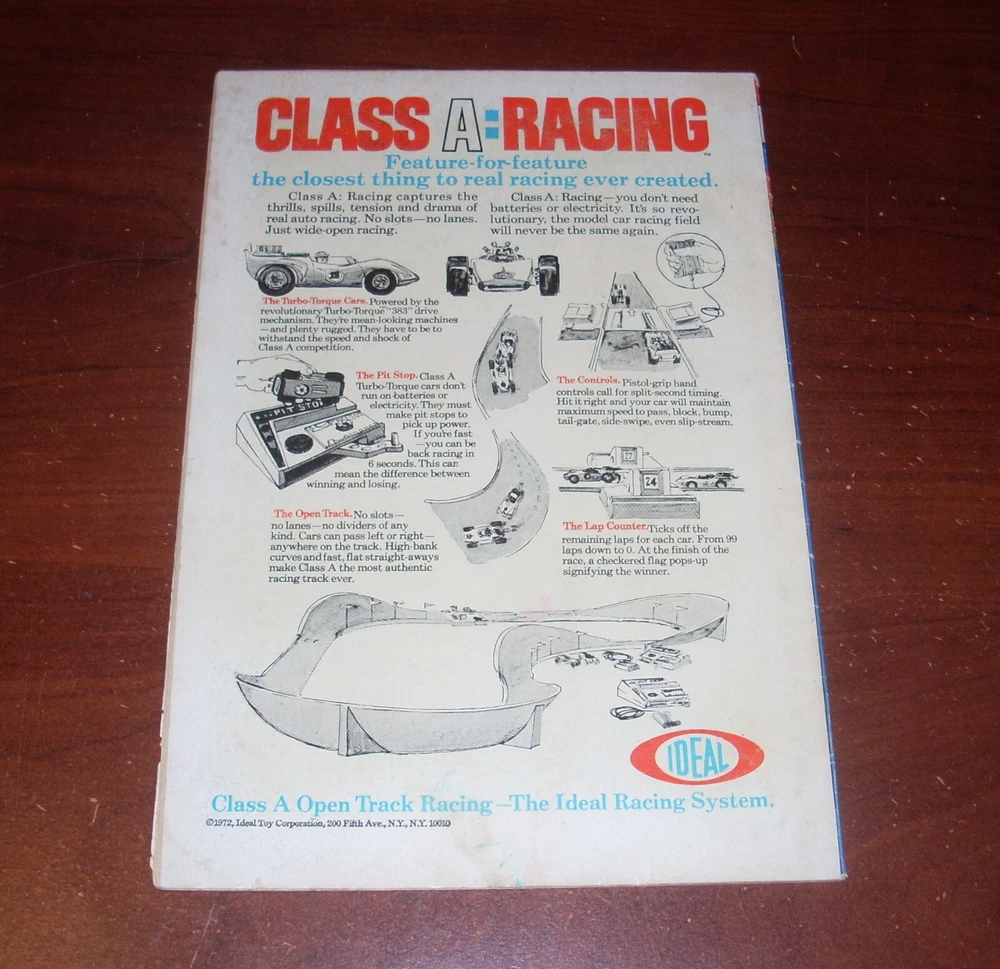 CLASS A:RACING
™
Feature-for-feature
the closest thing to real racing ever created.
Class A: Racing captures the
thrills, spills, tension and drama of
real auto racing. No slots—no lanes.
Just wide-open racing.
Class A: Racing—you don't need
batteries or electricity. It's so revo-
lutionary, the model car racing field
will never be the same again.
The Turbo-Torque Cars. Powered by the
revolutionary Turbo-Torque "383" drive
mechanism. They're mean-looking machines
—and plenty rugged. They have to be to
withstand the speed and shock of
Class A competition.
PIT STOP
The Pit Stop. Class A
Turbo-Torque cars don't
run on batteries or
electricity. They must
make pit stops to
pick up power.
If you're fast
—you can be
back racing in
6 seconds. This can
mean the difference between
winning and losing.
The Controls. Pistol-grip hand
controls call for split-second timing.
Hit it right and your car will maintain
maximum speed to pass, block, bump,
tail-gate, side-swipe, even slip-stream.
The Open Track. No slots—
no lanes—no dividers of any
kind. Cars can pass left or right—
anywhere on the track. High-bank
curves and fast, flat straight-aways
make Class A the most authentic
racing track ever.
24
The Lap Counter. Ticks off the
remaining laps for each car. From 99
laps down to 0. At the finish of the
race, a checkered flag pops-up
signifying the winner.
IDEAL
Class A Open Track Racing—The Ideal Racing System.
©1972, Ideal Toy Corporation, 200 Fifth Ave., N.Y., N.Y. 10010